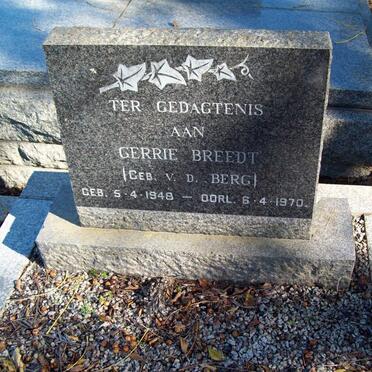 TER GEDAGTENIS
AAN
GERRIE BREEDT
(GEB. V. D. BERG)
GEB. 5-4-1948 — OORL. 6-4-1970.